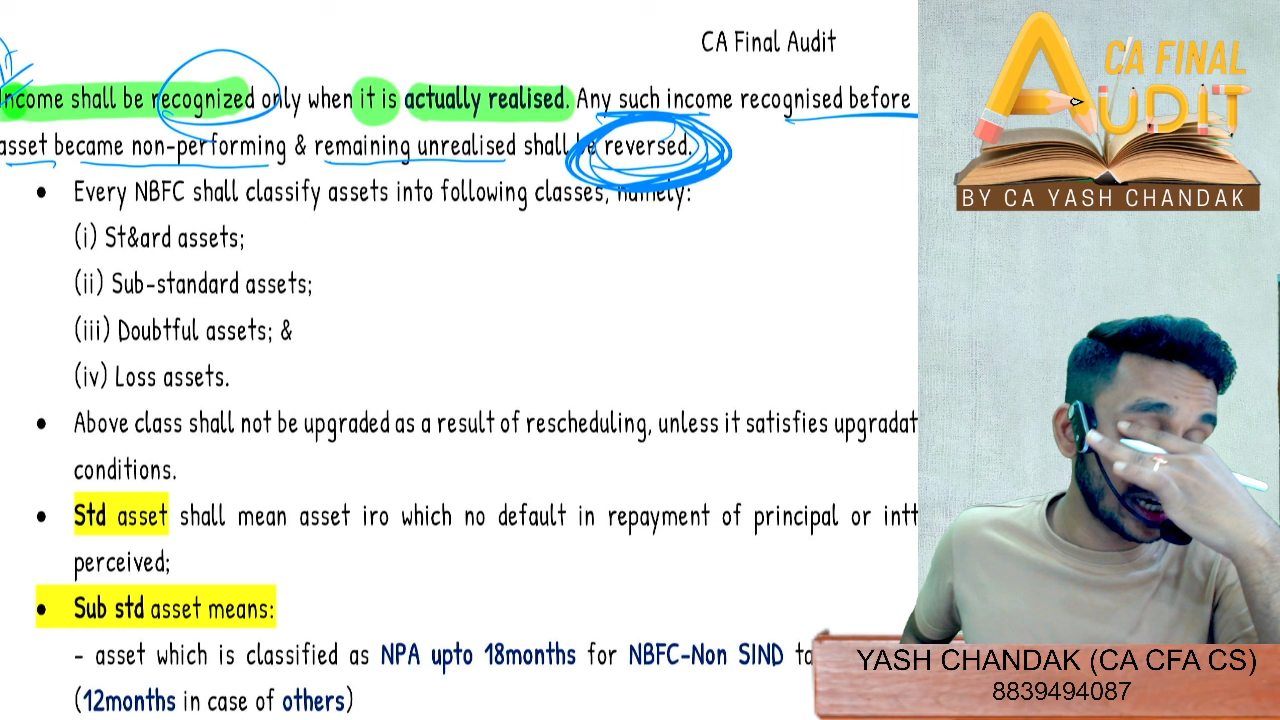 CA Final Audit
Income shall be recognized only when it is actually realised. Any such income recognised before
asset became non-performing & remaining unrealised shall be reversed.
• Every NBFC shall classify assets into following classes, namely:
(i) St&ard assets;
(ii) Sub-standard assets;
(iii) Doubtful assets; &
(iv) Loss assets.
• Above class shall not be upgraded as a result of rescheduling, unless it satisfies upgradat
conditions.
• Std asset shall mean asset iro which no default in repayment of principal or intt
perceived;
• Sub std asset means:
- asset which is classified as NPA upto 18months for NBFC-Non SIND
(12months in case of others)
CA FINAL
AUDIT
BY CA YASH CHANDAK
YASH CHANDAK (CA CFA CS)
8839494087